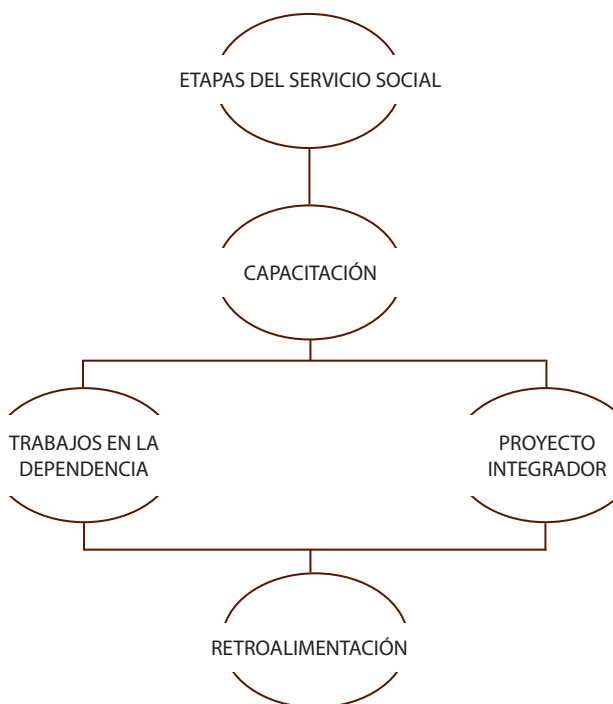 ETAPAS DEL SERVICIO SOCIAL
CAPACITACIÓN
TRABAJOS EN LA
DEPENDENCIA
PROYECTO
INTEGRADOR
RETROALIMENTACIÓN